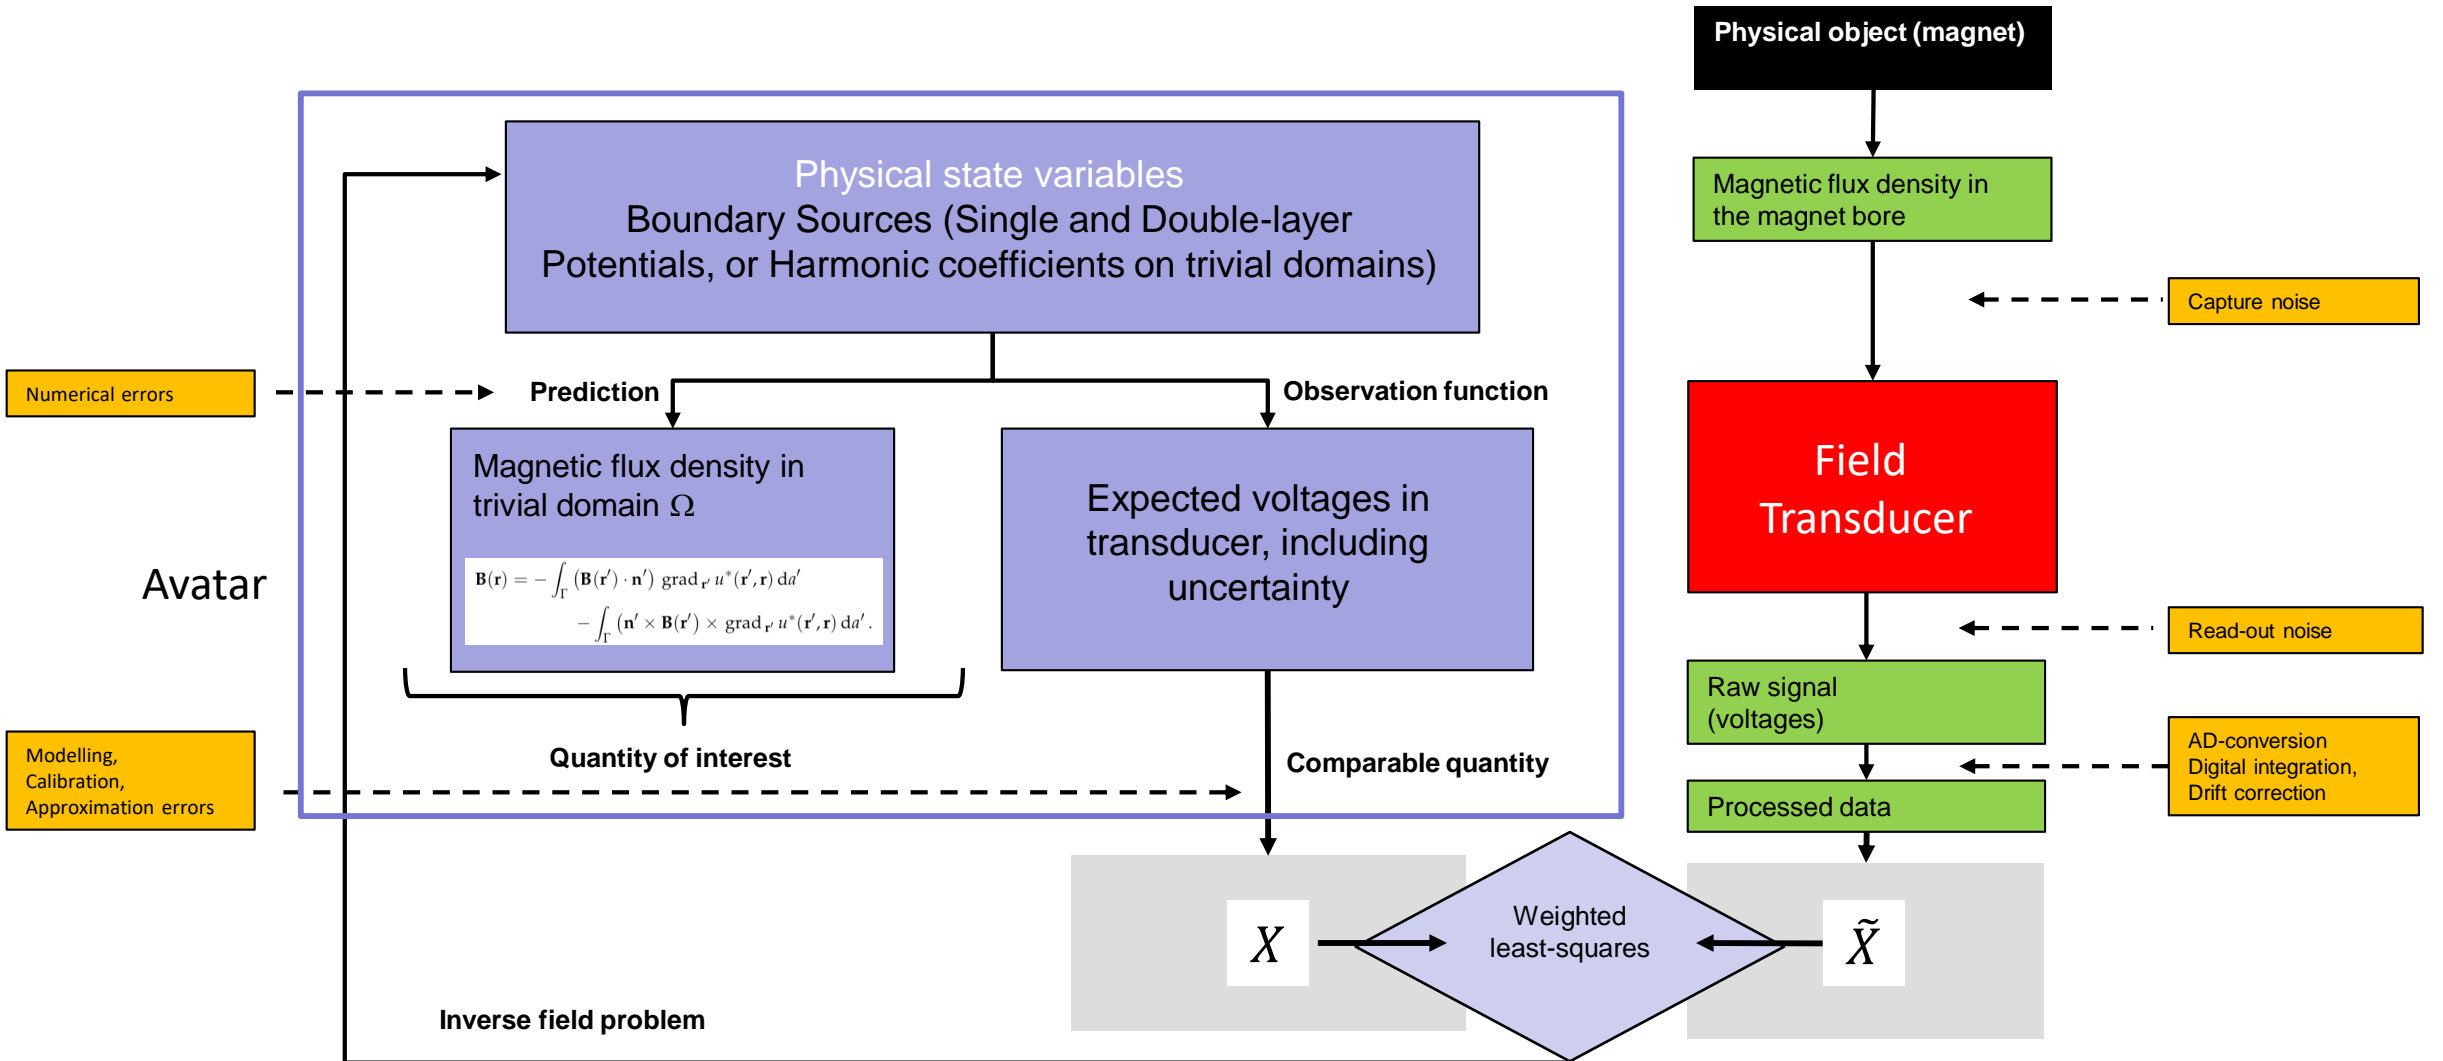 Physical object (magnet)
Physical state variables
Boundary Sources (Single and Double-layer
Potentials, or Harmonic coefficients on trivial domains)
Magnetic flux density in
the magnet bore
Capture noise
Numerical errors
Prediction
Observation function
Magnetic flux density in
trivial domain Ω
B(r) = − ∫_Γ (B(r′) · n′) grad_r′ u*(r′, r) da′
− ∫_Γ (n′ × B(r′) × grad_r′ u*(r′, r) da′.
Expected voltages in
transducer, including
uncertainty
Field
Transducer
Avatar
Read-out noise
Raw signal
(voltages)
Quantity of interest
Comparable quantity
Modelling,
Calibration,
Approximation errors
AD-conversion
Digital integration,
Drift correction
Processed data
X
Weighted
least-squares
X̃
Inverse field problem